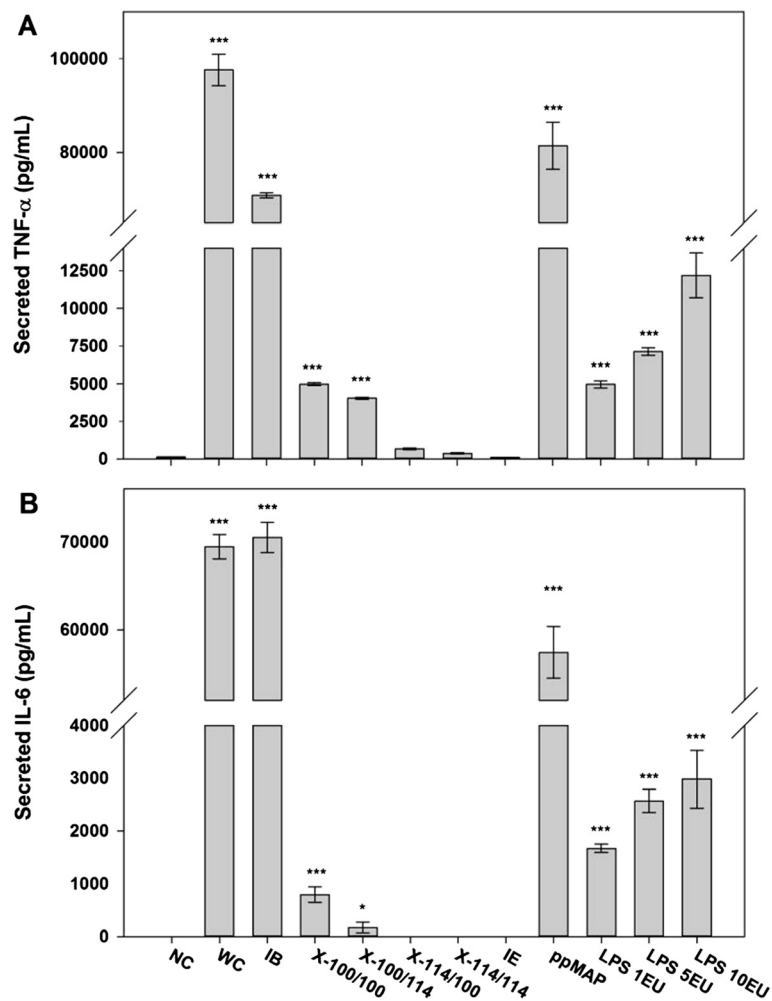 A
Secreted TNF-α (pg/mL)
100000
80000
12500
10000
7500
5000
2500
0
***
***
***
***
***
***
***
***
B
Secreted IL-6 (pg/mL)
70000
60000
4000
3000
2000
1000
0
***
***
***
*
***
***
***
***
NC
WC
IB
X-100/100
X-100/114
X-114/100
X-114/114
IE
ppMAP
LPS 1EU
LPS 5EU
LPS 10EU